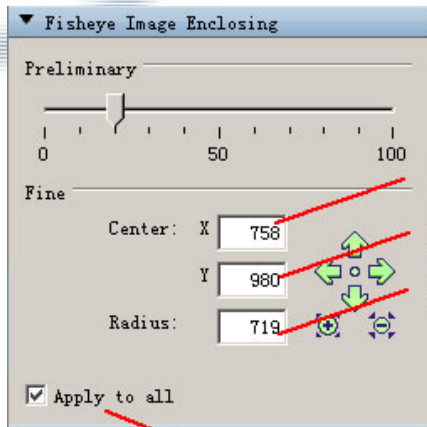 Fisheye Image Enclosing
Preliminary
0 50 100
Fine
Center: X 758
Y 980
Radius: 719
Apply to all